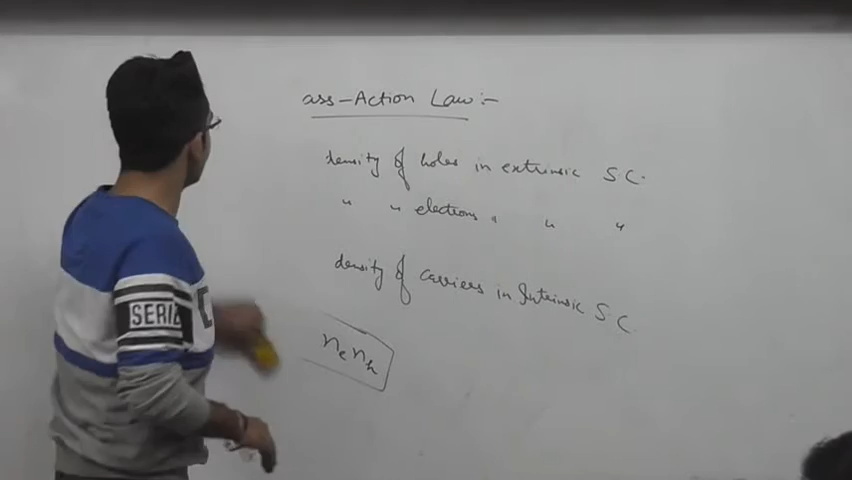 ass-Action Law:-
density of holes in extrinsic S C.
" " electrons " " "
density of carriers in Intrinsic S. C.
nenh
SERIE
C